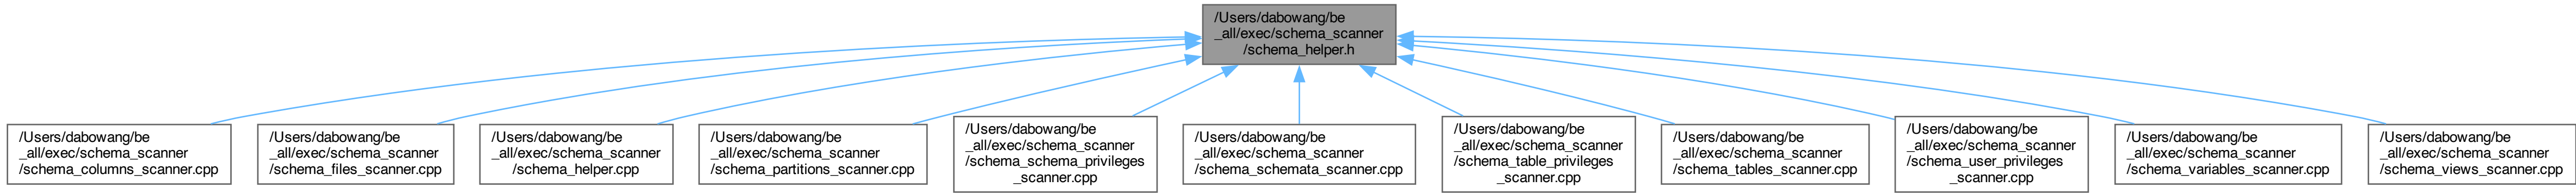 /Users/dabowang/be
_all/exec/schema_scanner
/schema_helper.h
/Users/dabowang/be
_all/exec/schema_scanner
/schema_columns_scanner.cpp
/Users/dabowang/be
_all/exec/schema_scanner
/schema_files_scanner.cpp
/Users/dabowang/be
_all/exec/schema_scanner
/schema_helper.cpp
/Users/dabowang/be
_all/exec/schema_scanner
/schema_partitions_scanner.cpp
/Users/dabowang/be
_all/exec/schema_scanner
/schema_schema_privileges
_scanner.cpp
/Users/dabowang/be
_all/exec/schema_scanner
/schema_schemata_scanner.cpp
/Users/dabowang/be
_all/exec/schema_scanner
/schema_table_privileges
_scanner.cpp
/Users/dabowang/be
_all/exec/schema_scanner
/schema_tables_scanner.cpp
/Users/dabowang/be
_all/exec/schema_scanner
/schema_user_privileges
_scanner.cpp
/Users/dabowang/be
_all/exec/schema_scanner
/schema_variables_scanner.cpp
/Users/dabowang/be
_all/exec/schema_scanner
/schema_views_scanner.cpp